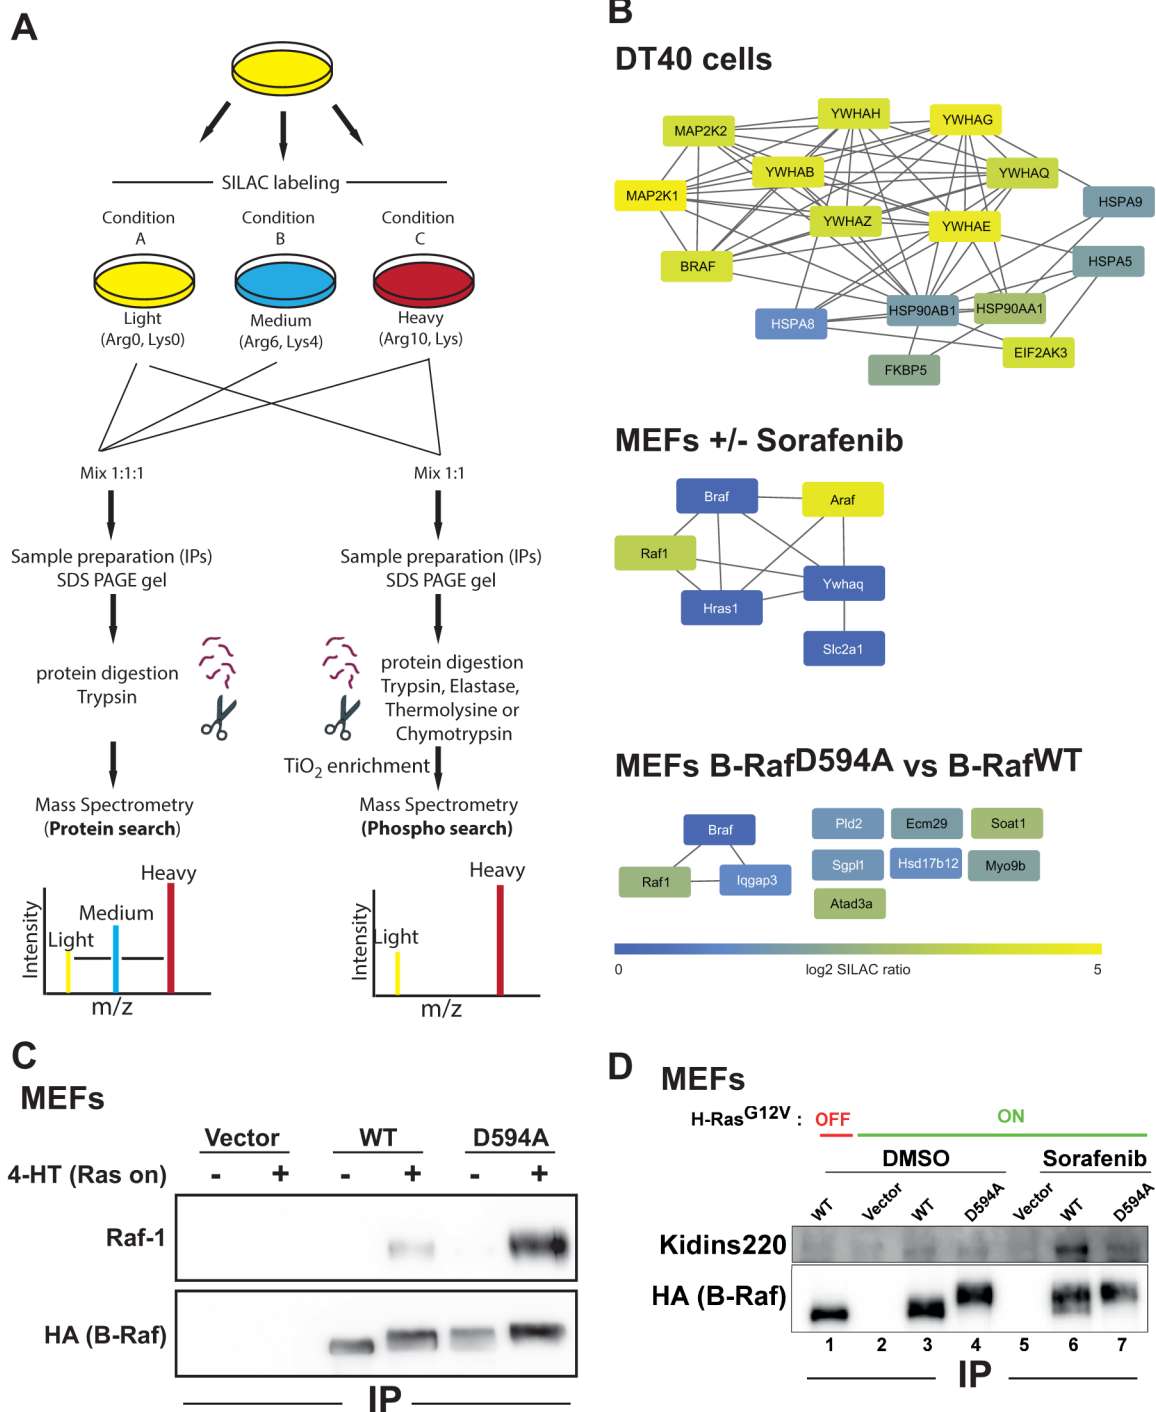 A
SILAC labeling
Condition A
Condition B
Condition C
Light
(Arg0, Lys0)
Medium
(Arg6, Lys4)
Heavy
(Arg10, Lys)
Mix 1:1:1
Mix 1:1
Sample preparation (IPs)
SDS PAGE gel
Sample preparation (IPs)
SDS PAGE gel
protein digestion
Trypsin
protein digestion
Trypsin, Elastase,
Thermolysine or
Chymotrypsin
TiO2 enrichment
Mass Spectrometry
(Protein search)
Mass Spectrometry
(Phospho search)
Intensity
Light
Medium
Heavy
m/z
Intensity
Light
Heavy
m/z
B
DT40 cells
YWHAH
YWHAG
MAP2K2
YWHAB
YWHAQ
MAP2K1
HSPA9
YWHAZ
YWHAE
BRAF
HSPA5
HSP90AB1
HSP90AA1
HSPA8
EIF2AK3
FKBP5
MEFs +/- Sorafenib
Braf
Araf
Raf1
Ywhaq
Hras1
Slc2a1
MEFs B-RafD594A vs B-RafWT
Braf
Raf1
Iqgap3
Pld2
Ecm29
Soat1
Sgpl1
Hsd17b12
Myo9b
Atad3a
0
log2 SILAC ratio
5
C
MEFs
Vector
WT
D594A
4-HT (Ras on)
- + - + - +
Raf-1
HA (B-Raf)
IP
D
MEFs
H-RasG12V : OFF ON
DMSO
Sorafenib
WT Vector WT D594A Vector WT D594A
Kidins220
HA (B-Raf)
1 2 3 4 5 6 7
IP